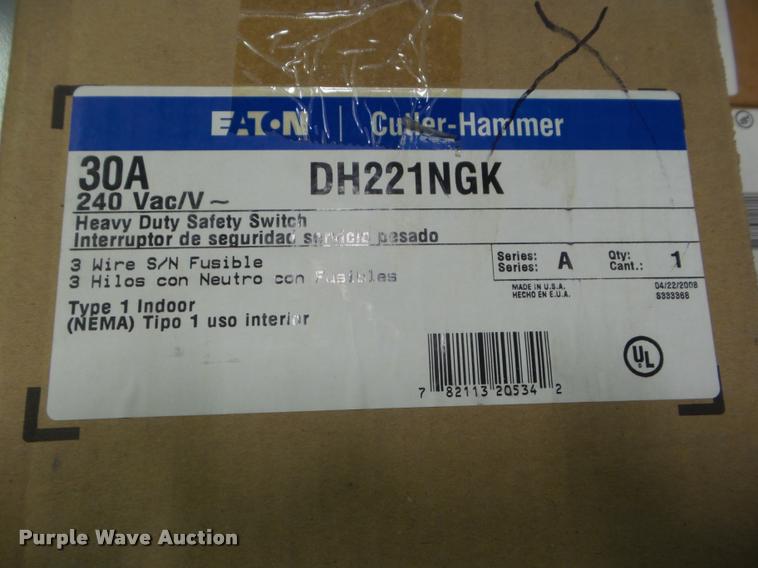 EATON | Cutler-Hammer
30A DH221NGK
240 Vac/V ~
Heavy Duty Safety Switch
Interruptor de seguridad servicio pesado
3 Wire S/N Fusible
3 Hilos con Neutro con Fusibles
Type 1 Indoor
(NEMA) Tipo 1 uso interior
Series: A Qty: 1
Series: Cant.:
MADE IN U.S.A. 04/22/2008
HECHO EN E.U.A. S333368
7 82113 20534 2
UL
Purple Wave Auction